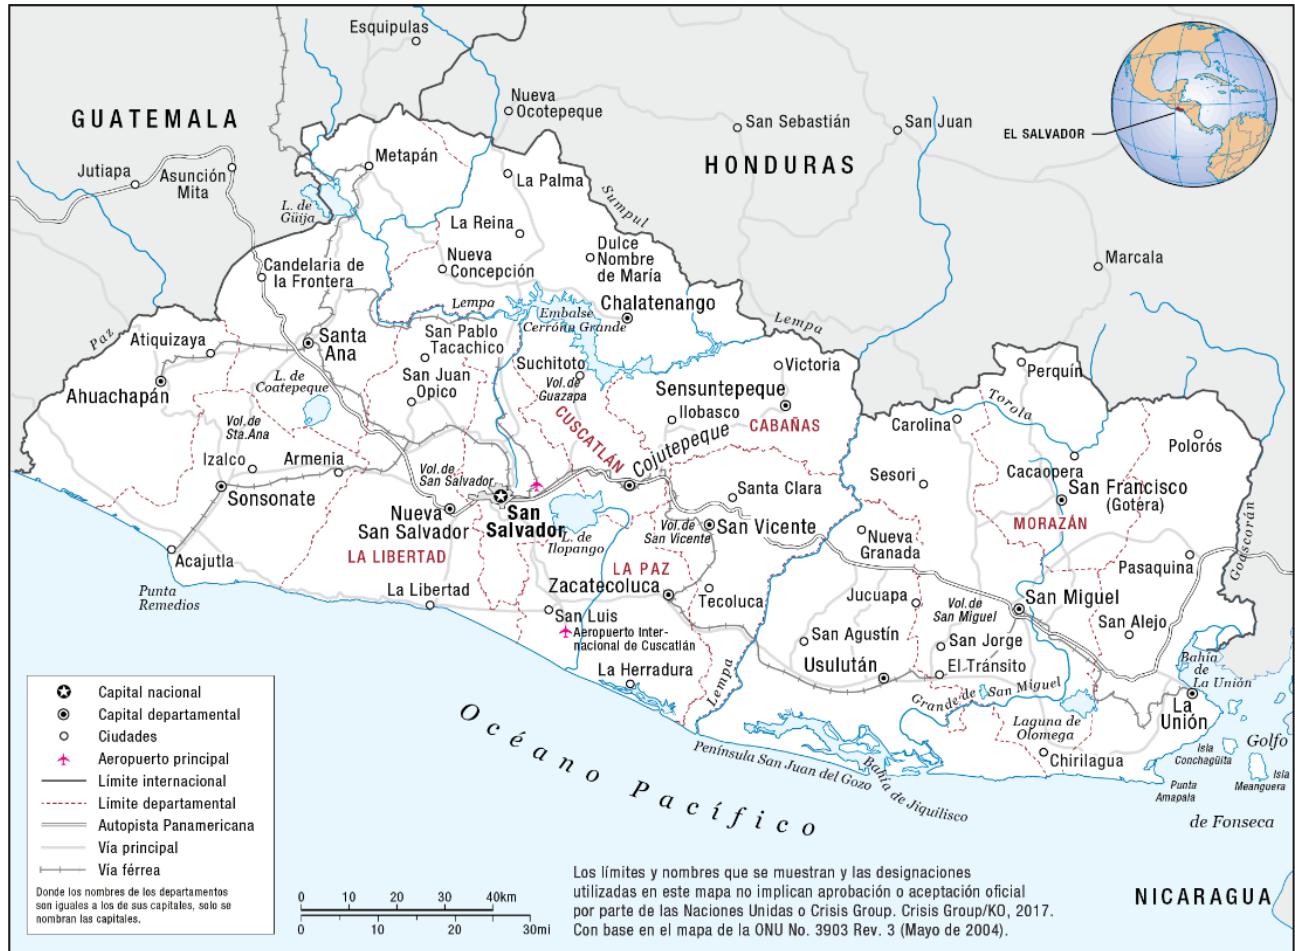 Esquipulas
Nueva
Ocotepeque
GUATEMALA
San Sebastián
San Juan
EL SALVADOR
Metapán
HONDURAS
Jutiapa
Asunción
Mita
La Palma
L. de
Güija
Sumpul
La Reina
Dulce
Nombre
de María
Nueva
Concepción
Marcala
Candelaria de
la Frontera
Lempa
Chalatenango
Embalse
Cerrón Grande
Lempa
Paz
Atiquizaya
Santa
Ana
San Pablo
Tacachico
Suchitoto
Victoria
Perquín
Ahuachapán
L. de
Coatepeque
San Juan
Opico
Vol. de
Guazapa
Sensuntepeque
Ilobasco
Torola
CUSCATLÁN
CABAÑAS
Carolina
Vol. de
Sta. Ana
Cojutepeque
Polorós
Izalco
Armenia
Vol. de
San Salvador
Sesori
Cacaopera
Sonsonate
Santa Clara
San Francisco
(Gotera)
Nueva
San Salvador
San
Salvador
L. de
Ilopango
Vol. de
San Vicente
San Vicente
MORAZÁN
Nueva
Granada
Goascorán
LA LIBERTAD
Acajutla
LA PAZ
Pasaquina
Punta
Remedios
La Libertad
Zacatecoluca
Tecoluca
Jucuapa
Vol. de
San Miguel
San Miguel
San Luis
Aeropuerto Inter-
nacional de Cuscatlán
San Agustín
San Jorge
San Alejo
La Herradura
Lempa
Usulután
El Tránsito
Bahía
de
La Unión
Grande de San Miguel
La
Unión
Océano Pacífico
Laguna de
Olomega
Península San Juan del Gozo
Bahía de Jiquilisco
Chirilagua
Isla
Conchagüita
Golfo
Isla
Meanguera
Punta
Amapala
de Fonseca
NICARAGUA
Capital nacional
Capital departamental
Ciudades
Aeropuerto principal
Límite internacional
Límite departamental
Autopista Panamericana
Vía principal
Vía férrea
Donde los nombres de los departamentos
son iguales a los de sus capitales, solo se
nombran las capitales.
0 10 20 30 40km
0 10 20 30mi
Los límites y nombres que se muestran y las designaciones
utilizadas en este mapa no implican aprobación o aceptación oficial
por parte de las Naciones Unidas o Crisis Group. Crisis Group/KO, 2017.
Con base en el mapa de la ONU No. 3903 Rev. 3 (Mayo de 2004).